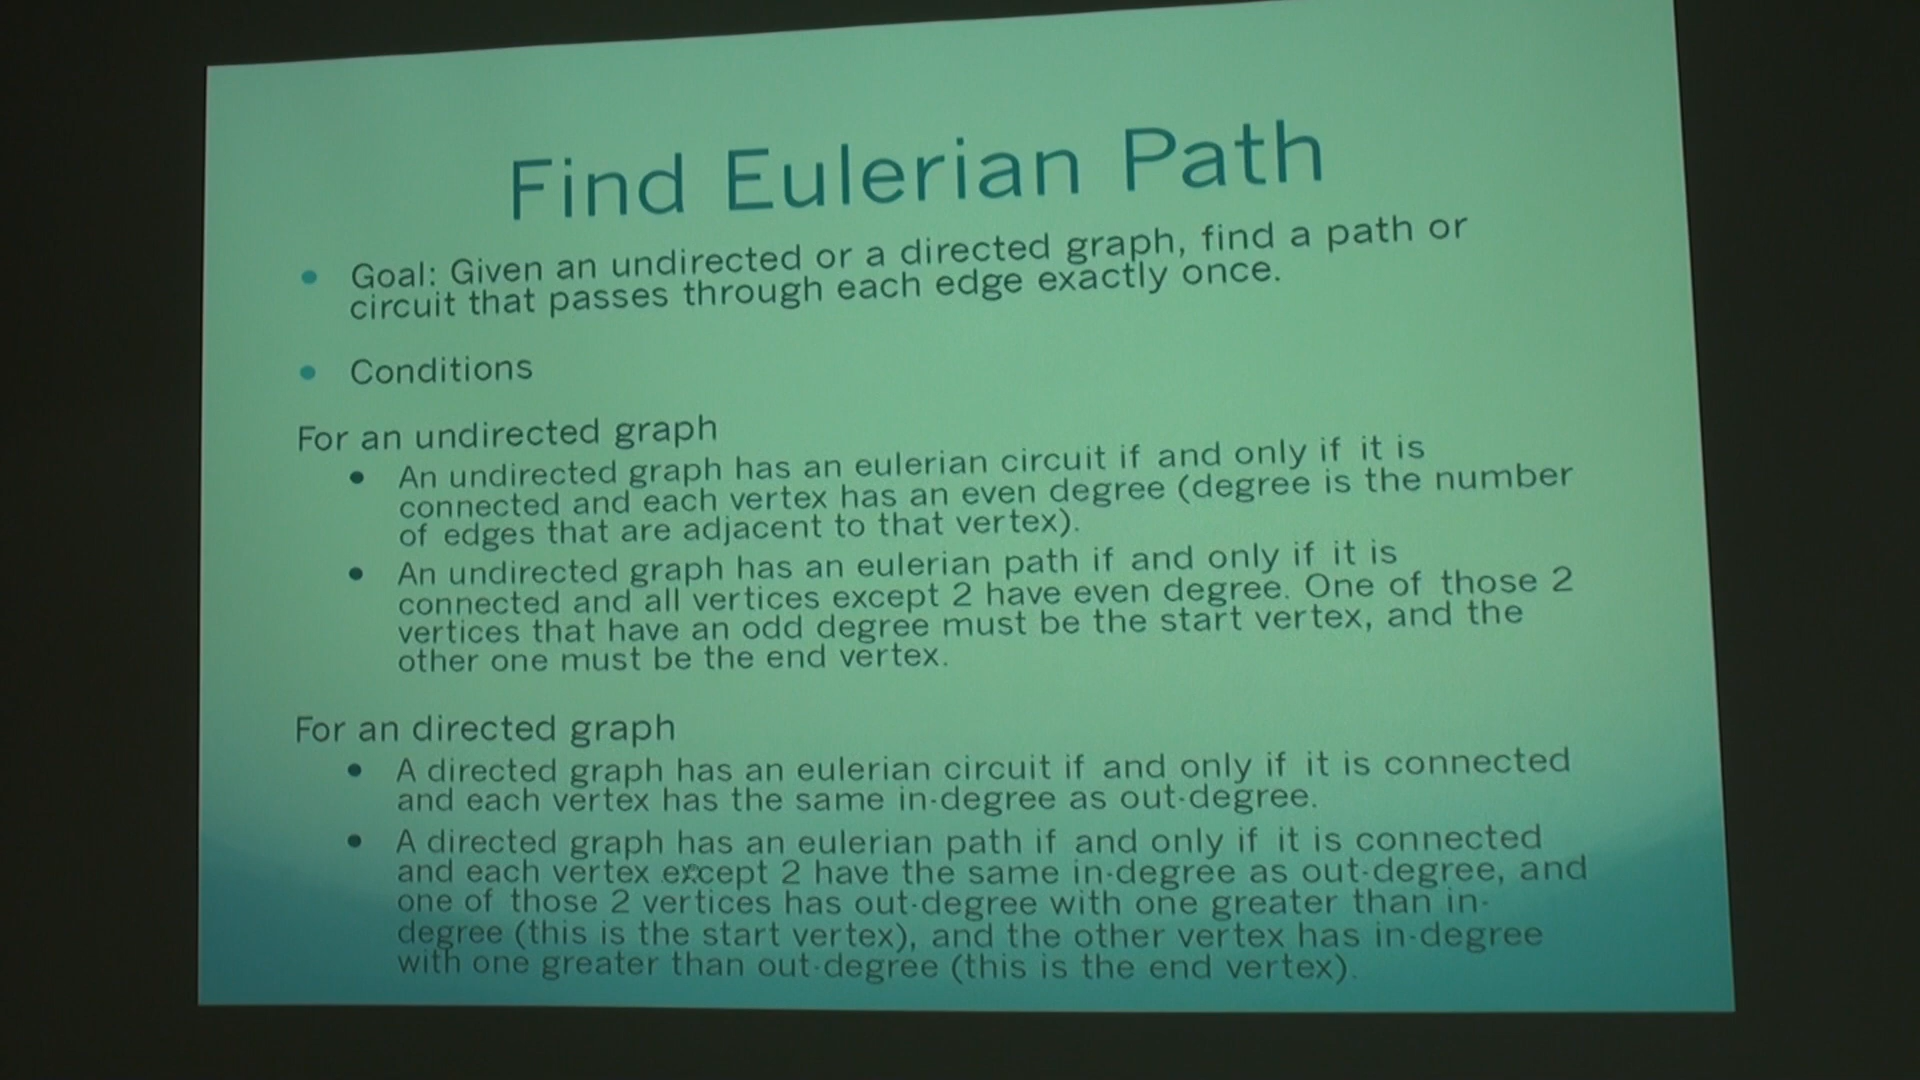 Find Eulerian Path
• Goal: Given an undirected or a directed graph, find a path or
circuit that passes through each edge exactly once.
• Conditions
For an undirected graph
• An undirected graph has an eulerian circuit if and only if it is
connected and each vertex has an even degree (degree is the number
of edges that are adjacent to that vertex).
• An undirected graph has an eulerian path if and only if it is
connected and all vertices except 2 have even degree. One of those 2
vertices that have an odd degree must be the start vertex, and the
other one must be the end vertex.
For an directed graph
• A directed graph has an eulerian circuit if and only if it is connected
and each vertex has the same in-degree as out-degree.
• A directed graph has an eulerian path if and only if it is connected
and each vertex except 2 have the same in-degree as out-degree, and
one of those 2 vertices has out-degree with one greater than in-
degree (this is the start vertex), and the other vertex has in-degree
with one greater than out-degree (this is the end vertex).